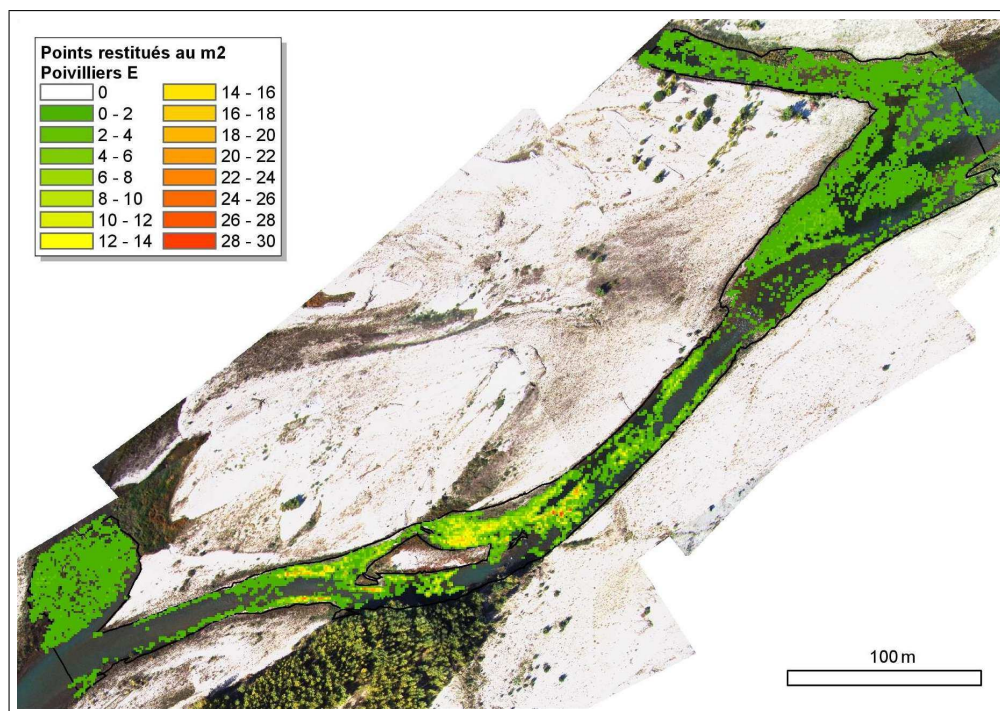 Points restitués au m2
Poivilliers E
0
0 - 2
2 - 4
4 - 6
6 - 8
8 - 10
10 - 12
12 - 14
14 - 16
16 - 18
18 - 20
20 - 22
22 - 24
24 - 26
26 - 28
28 - 30
100 m